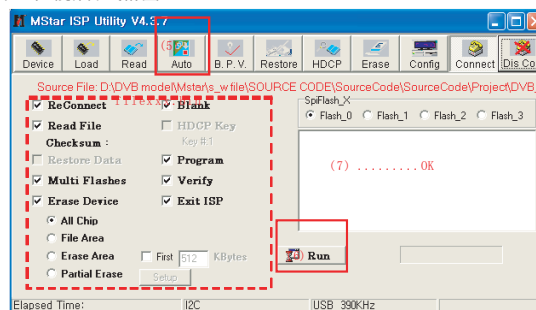 MStar ISP Utility V4.3.7
Device Load Read (5) Auto B. P. V. Restore HDCP Erase Config Connect Dis Co
Source File: D:\DVB model\Mstar\s_w file\SOURCE CODE\SourceCode\SourceCode\Project\DVB_
ReConnect Blank
Read File HDCP Key
Checksum : Key #:1
Restore Data Program
Multi Flashes Verify
Erase Device Exit ISP
All Chip
File Area
Erase Area First 512 KBytes
Partial Erase Setup
SpiFlash_X
Flash_0 Flash_1 Flash_2 Flash_3
(7) .........OK
Run
Elapsed Time: I2C USB 390KHz